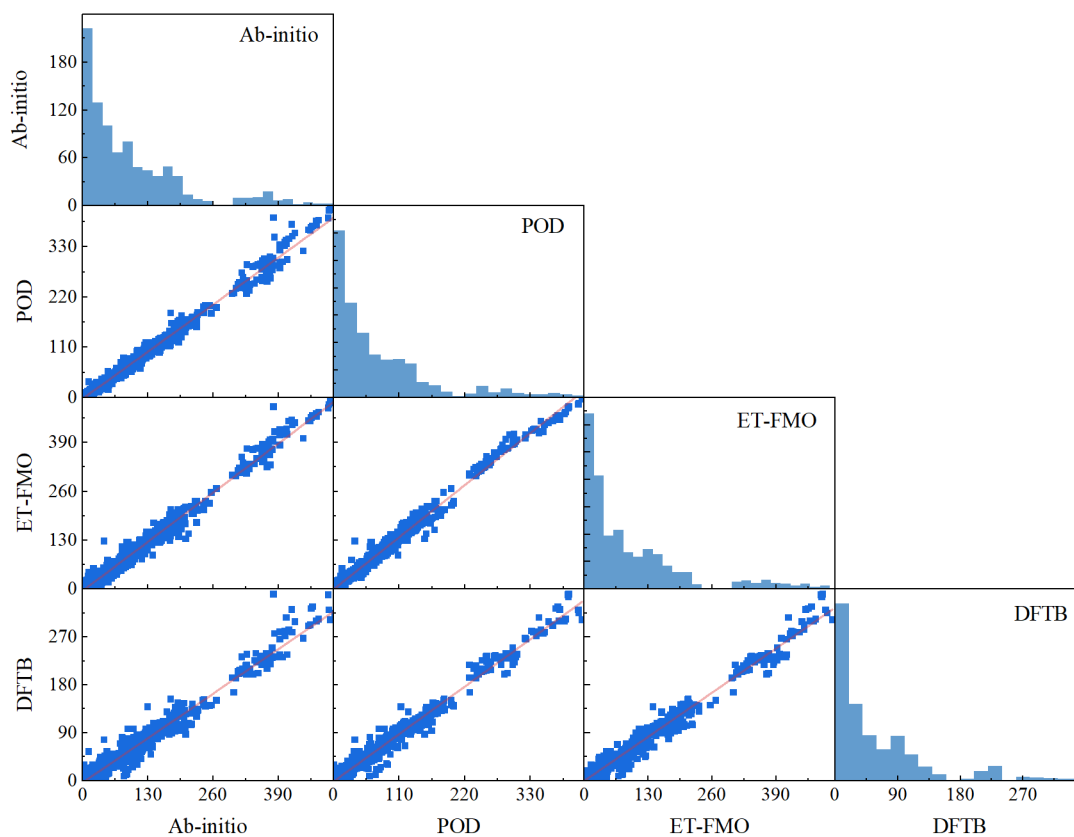 Ab-initio
180
120
60
0
Ab-initio
POD
330
220
110
0
POD
ET-FMO
390
260
130
0
ET-FMO
DFTB
270
180
90
0
DFTB
0 130 260 390 0 110 220 330 0 130 260 390 0 90 180 270
Ab-initio POD ET-FMO DFTB